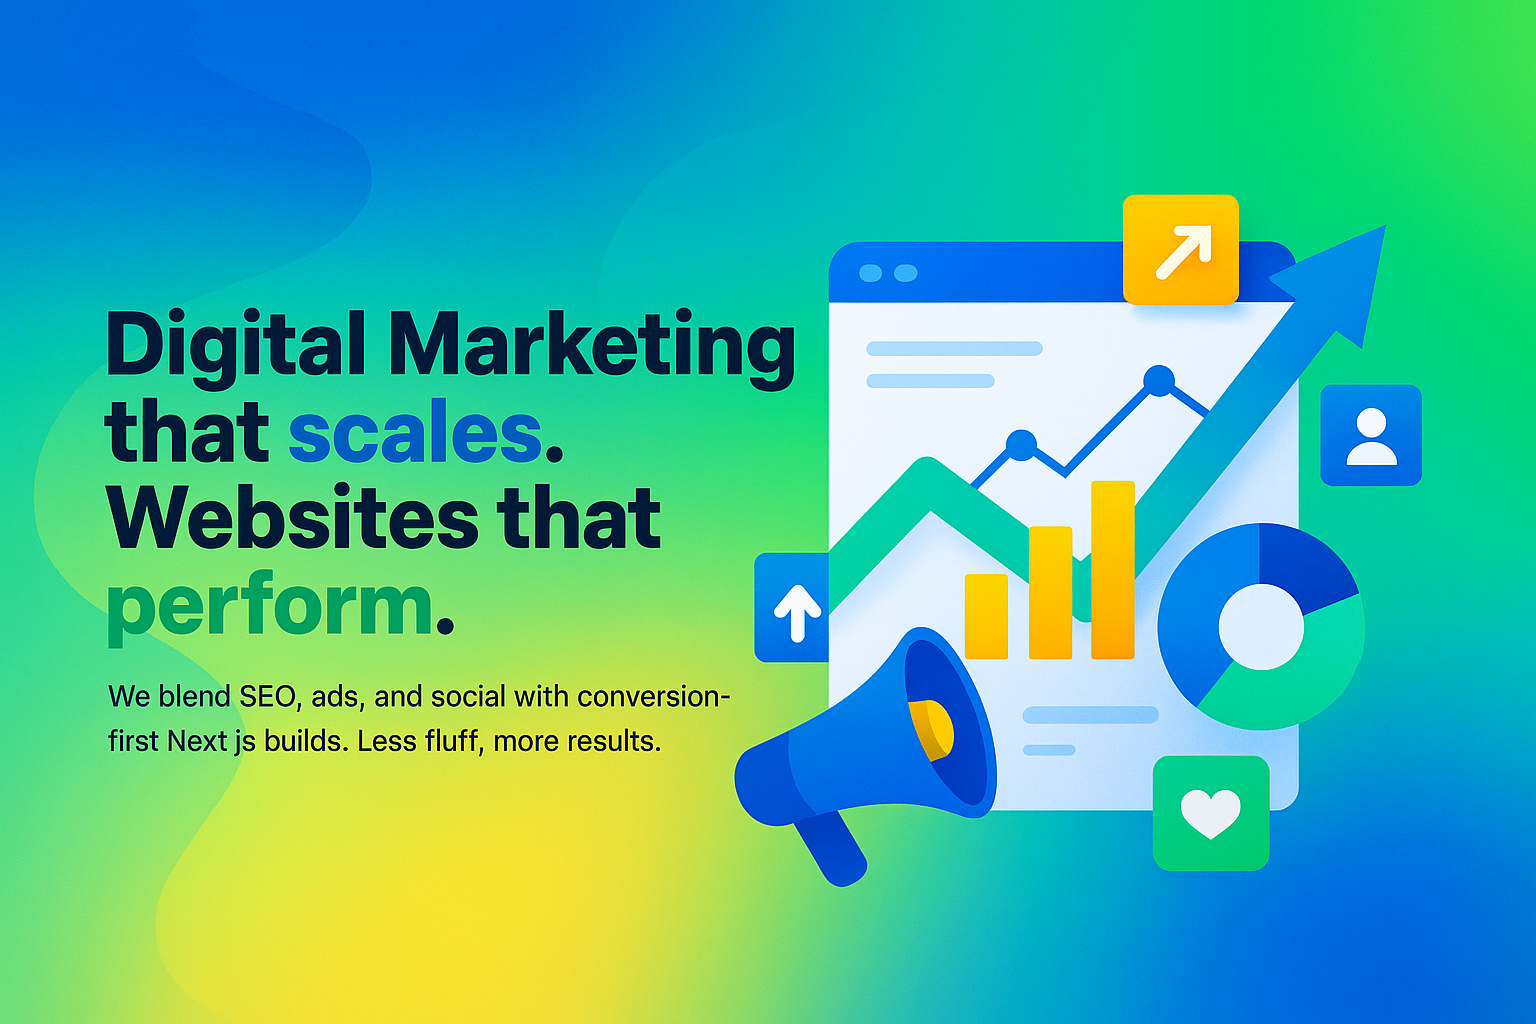 Digital Marketing
that scales.
Websites that
perform.
We blend SEO, ads, and social with conversion-
first Next js builds. Less fluff, more results.